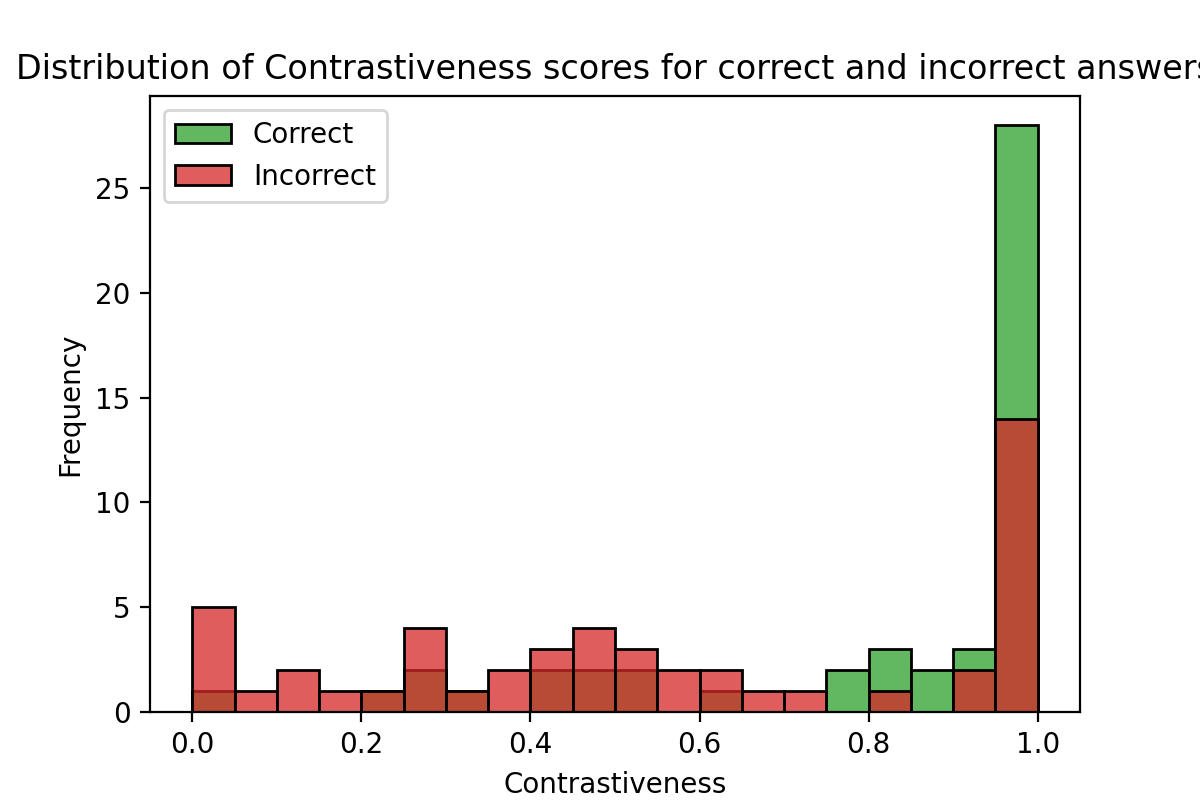 Distribution of Contrastiveness scores for correct and incorrect answers
Correct
Incorrect
25
20
15
10
5
0
Frequency
0.0 0.2 0.4 0.6 0.8 1.0
Contrastiveness